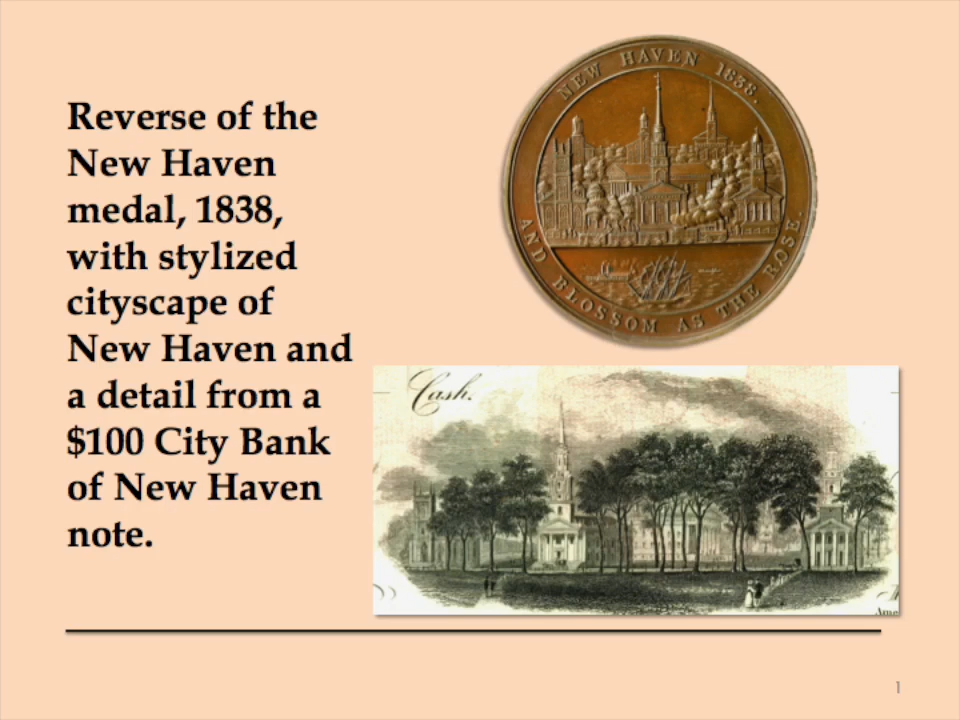 Reverse of the
New Haven
medal, 1838,
with stylized
cityscape of
New Haven and
a detail from a
$100 City Bank
of New Haven
note.
NEW HAVEN 1838.
AND BLOSSOM AS THE ROSE.
Cash.
Ame
1